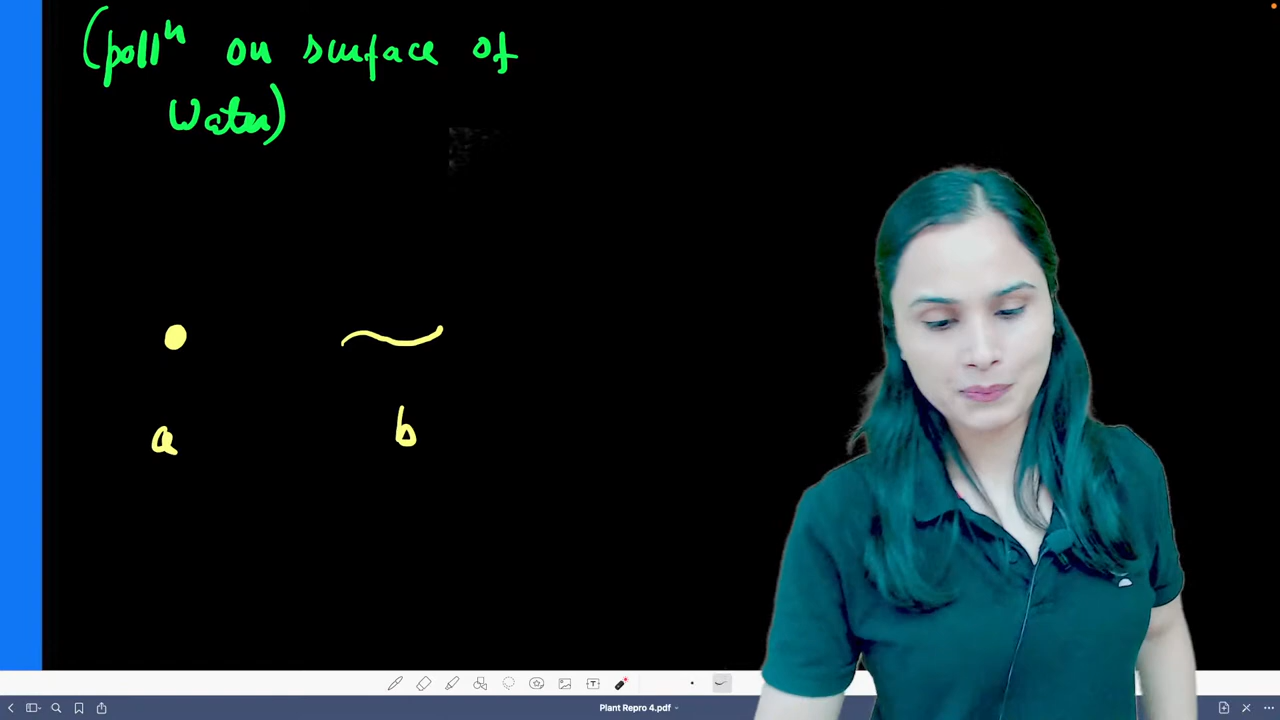 (pollⁿ on surface of
water)
a
b
Plant Repro 4.pdf